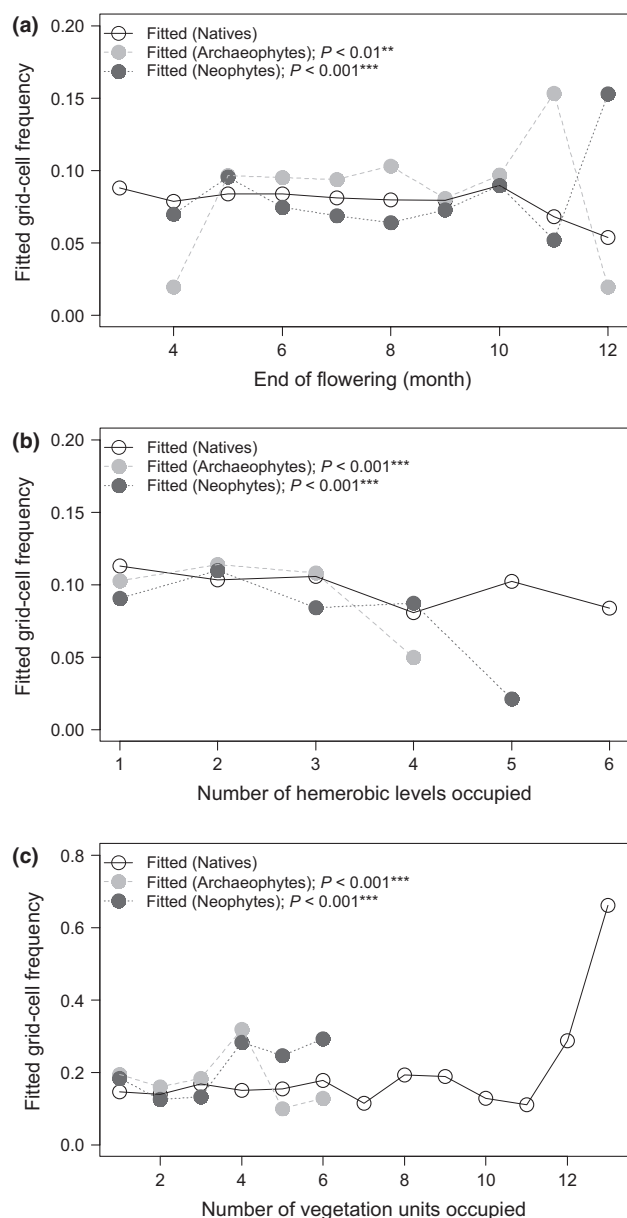 (a)
0.20
0.15
0.10
0.05
0.00
Fitted grid-cell frequency
Fitted (Natives)
Fitted (Archaeophytes); P < 0.01**
Fitted (Neophytes); P < 0.001***
4 6 8 10 12
End of flowering (month)
(b)
0.20
0.15
0.10
0.05
0.00
Fitted grid-cell frequency
Fitted (Natives)
Fitted (Archaeophytes); P < 0.001***
Fitted (Neophytes); P < 0.001***
1 2 3 4 5 6
Number of hemerobic levels occupied
(c)
0.8
0.6
0.4
0.2
0.0
Fitted grid-cell frequency
Fitted (Natives)
Fitted (Archaeophytes); P < 0.001***
Fitted (Neophytes); P < 0.001***
2 4 6 8 10 12
Number of vegetation units occupied